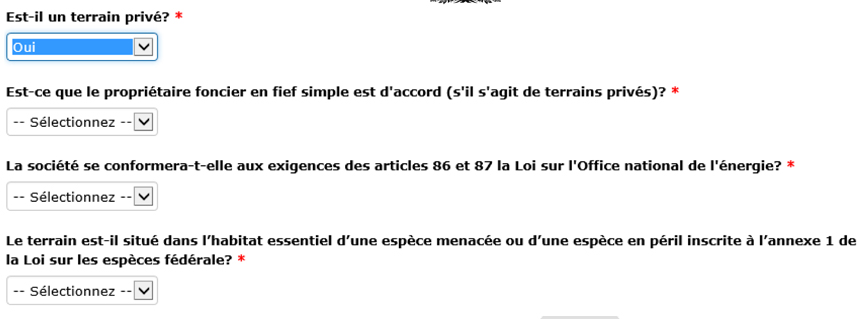 Est-il un terrain privé? *
Oui
Est-ce que le propriétaire foncier en fief simple est d'accord (s'il s'agit de terrains privés)? *
-- Sélectionnez --
La société se conformera-t-elle aux exigences des articles 86 et 87 la Loi sur l'Office national de l'énergie? *
-- Sélectionnez --
Le terrain est-il situé dans l’habitat essentiel d’une espèce menacée ou d’une espèce en péril inscrite à l’annexe 1 de
la Loi sur les espèces fédérale? *
-- Sélectionnez --